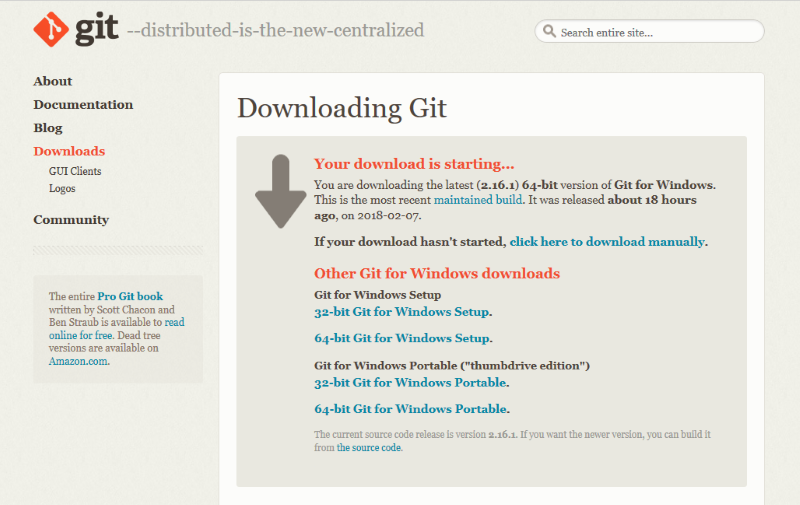 git --distributed-is-the-new-centralized
Search entire site...
About
Documentation
Blog
Downloads
GUI Clients
Logos
Community
The entire Pro Git book
written by Scott Chacon and
Ben Straub is available to read
online for free. Dead tree
versions are available on
Amazon.com.
Downloading Git
Your download is starting...
You are downloading the latest (2.16.1) 64-bit version of Git for Windows.
This is the most recent maintained build. It was released about 18 hours
ago, on 2018-02-07.
If your download hasn't started, click here to download manually.
Other Git for Windows downloads
Git for Windows Setup
32-bit Git for Windows Setup.
64-bit Git for Windows Setup.
Git for Windows Portable ("thumbdrive edition")
32-bit Git for Windows Portable.
64-bit Git for Windows Portable.
The current source code release is version 2.16.1. If you want the newer version, you can build it
from the source code.